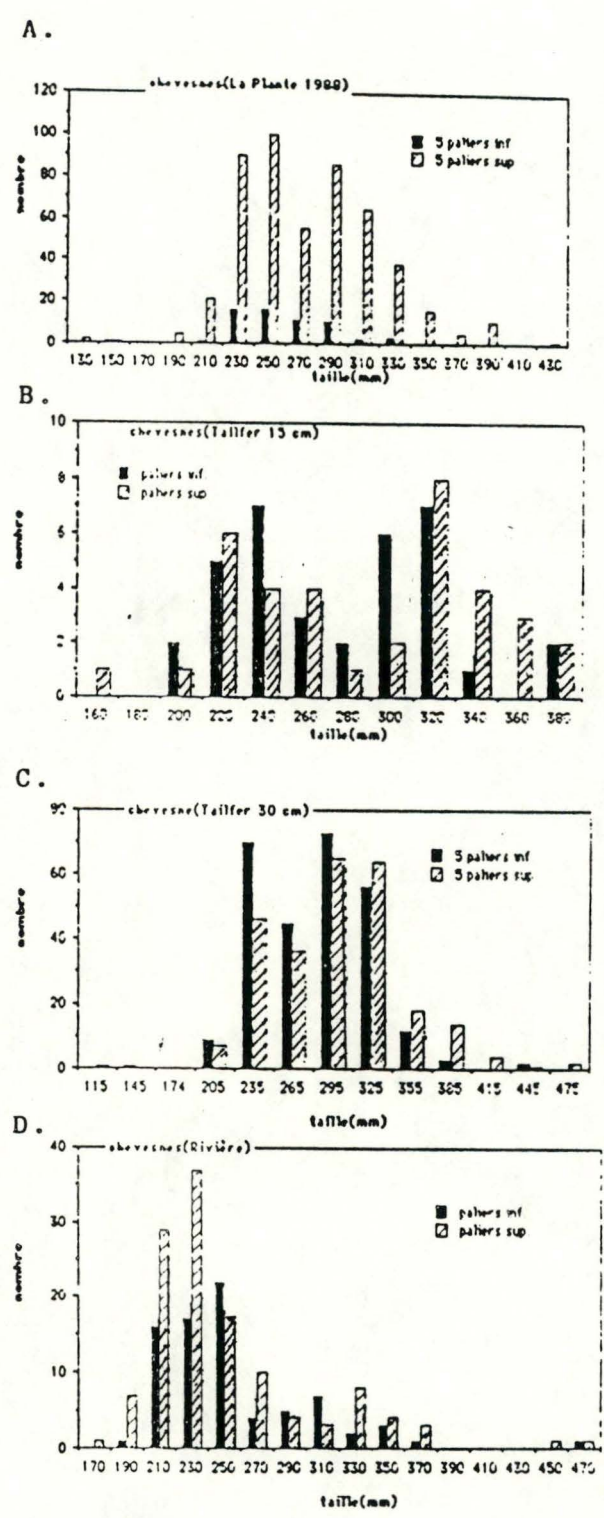 A.
chevesnes(La Plante 1988)
120
100
80
60
40
20
0
nombre
5 paliers inf
5 paliers sup
130 150 170 190 210 230 250 270 290 310 330 350 370 390 410 430
taille(mm)
B.
chevesnes(Tailfer 15 cm)
10
8
6
4
2
0
nombre
paliers inf.
paliers sup
160 180 200 220 240 260 280 300 320 340 360 380
taille(mm)
C.
chevesne(Tailfer 30 cm)
60
20
0
nombre
5 paliers inf
5 paliers sup
115 145 174 205 235 265 295 325 355 385 415 445 475
taille(mm)
D.
chevesnes(Rivière)
40
30
20
10
0
nombre
paliers inf
paliers sup
170 190 210 230 250 270 290 310 330 350 370 390 410 430 450 470
taille(mm)